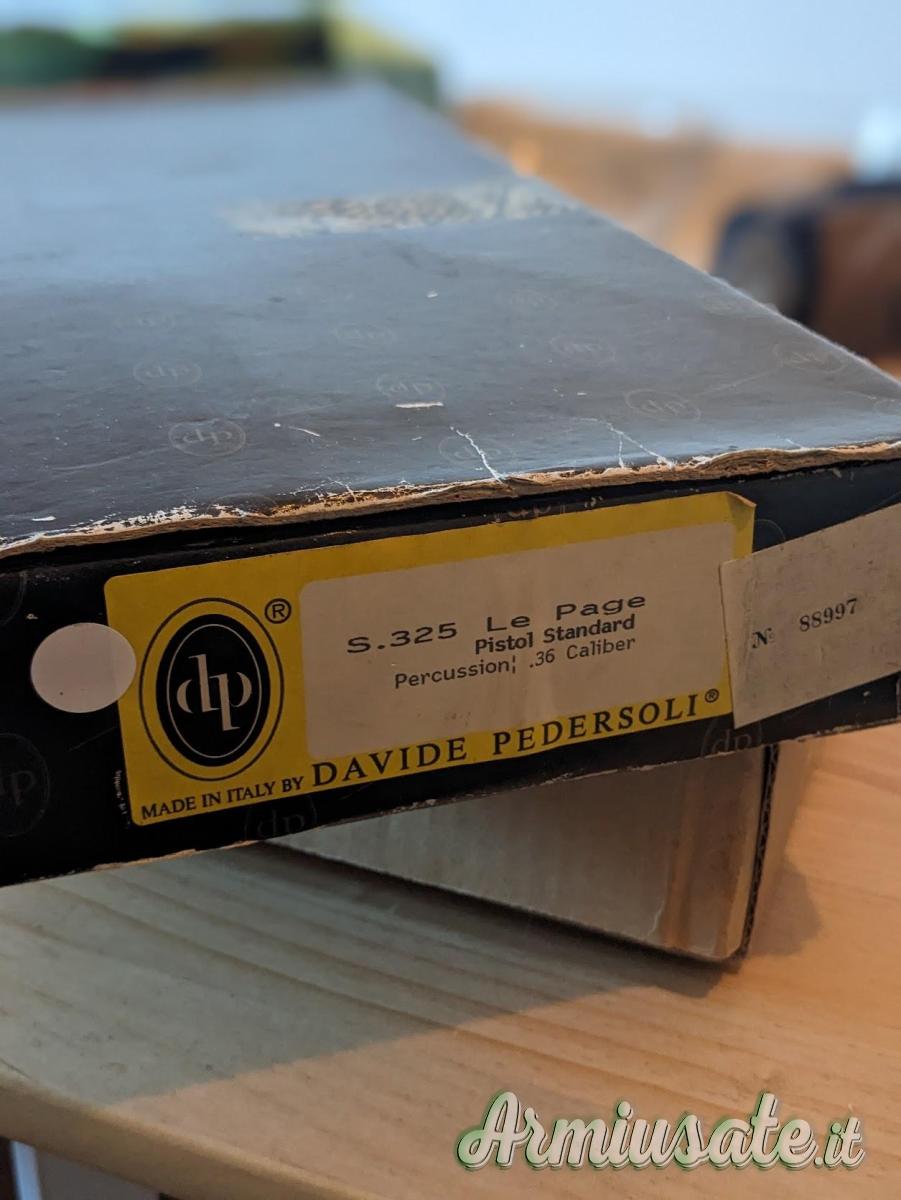 S.325 Le Page
Pistol Standard
Percussion¦ .36 Caliber
dp ®
MADE IN ITALY BY DAVIDE PEDERSOLI®
Nº 88997
Armiusate.it